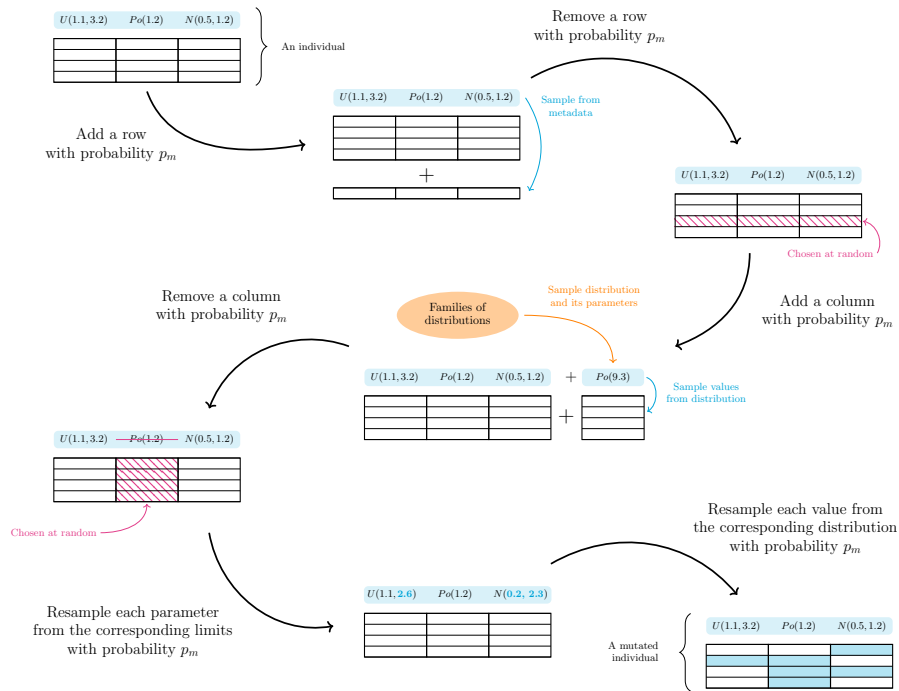 U(1.1, 3.2) Po(1.2) N(0.5, 1.2)
An individual
Add a row
with probability p_m
U(1.1, 3.2) Po(1.2) N(0.5, 1.2)
+
Sample from
metadata
Remove a row
with probability p_m
U(1.1, 3.2) Po(1.2) N(0.5, 1.2)
Chosen at random
Add a column
with probability p_m
Families of
distributions
Sample distribution
and its parameters
U(1.1, 3.2) Po(1.2) N(0.5, 1.2) + Po(9.3)
+
Sample values
from distribution
Remove a column
with probability p_m
U(1.1, 3.2) Po(1.2) N(0.5, 1.2)
Chosen at random
Resample each parameter
from the corresponding limits
with probability p_m
U(1.1, 2.6) Po(1.2) N(0.2, 2.3)
Resample each value from
the corresponding distribution
with probability p_m
U(1.1, 3.2) Po(1.2) N(0.5, 1.2)
A mutated
individual